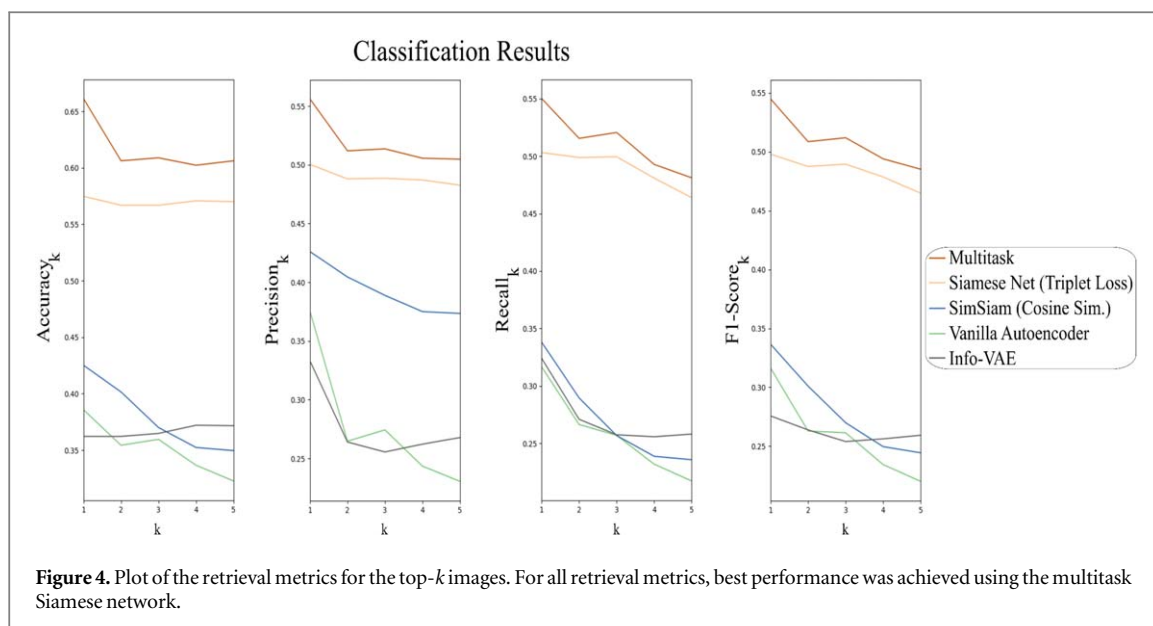 Classification Results
Accuracy_k
0.65
0.60
0.55
0.50
0.45
0.40
0.35
1 2 3 4 5
k
Precision_k
0.55
0.50
0.45
0.40
0.35
0.30
0.25
1 2 3 4 5
k
Recall_k
0.55
0.50
0.45
0.40
0.35
0.30
0.25
1 2 3 4 5
k
F1-Score_k
0.55
0.50
0.45
0.40
0.35
0.30
0.25
1 2 3 4 5
k
Multitask
Siamese Net (Triplet Loss)
SimSiam (Cosine Sim.)
Vanilla Autoencoder
Info-VAE
Figure 4. Plot of the retrieval metrics for the top-k images. For all retrieval metrics, best performance was achieved using the multitask
Siamese network.